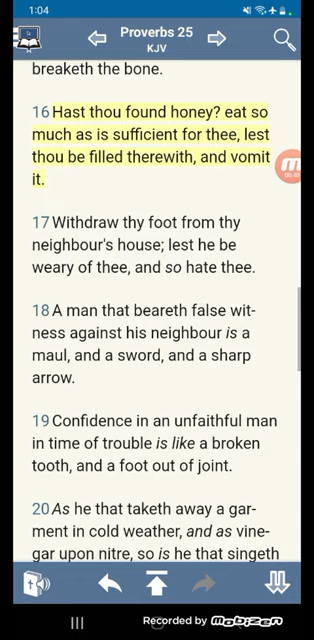 1:04
Proverbs 25
KJV
breaketh the bone.
16 Hast thou found honey? eat so
much as is sufficient for thee, lest
thou be filled therewith, and vomit
it.
17 Withdraw thy foot from thy
neighbour's house; lest he be
weary of thee, and so hate thee.
18 A man that beareth false wit-
ness against his neighbour is a
maul, and a sword, and a sharp
arrow.
19 Confidence in an unfaithful man
in time of trouble is like a broken
tooth, and a foot out of joint.
20 As he that taketh away a gar-
ment in cold weather, and as vine-
gar upon nitre, so is he that singeth
Recorded by mobizen